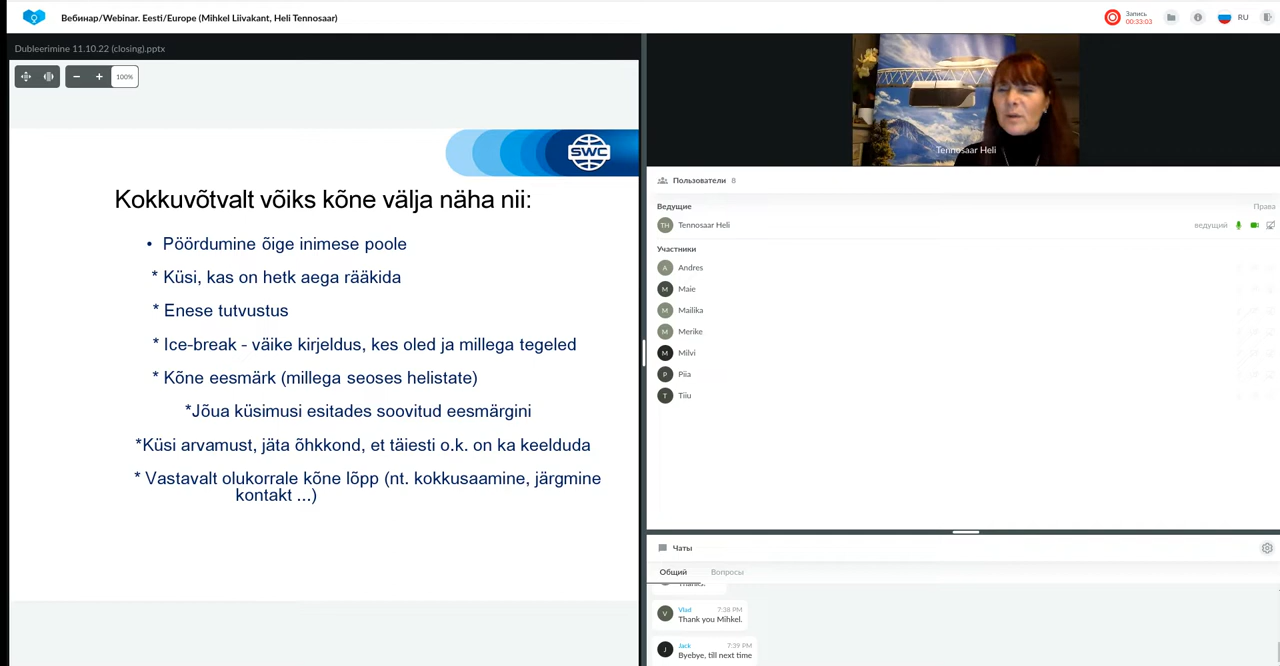 Вебинар/Webinar. Eesti/Europe (Mihkel Liivakant, Heli Tennosaar)
Запись
00:33:03
RU
Dubleerimine 11.10.22 (closing).pptx
100%
SWC
Kokkuvõtvalt võiks kõne välja näha nii:
• Pöördumine õige inimese poole
* Küsi, kas on hetk aega rääkida
* Enese tutvustus
* Ice-break - väike kirjeldus, kes oled ja millega tegeled
* Kõne eesmärk (millega seoses helistate)
*Jõua küsimusi esitades soovitud eesmärgini
*Küsi arvamust, jäta õhkkond, et täiesti o.k. on ka keelduda
* Vastavalt olukorrale kõne lõpp (nt. kokkusaamine, järgmine
kontakt ...)
Tennosaar Heli
Пользователи 8
Ведущие Права
TH Tennosaar Heli ведущий
Участники
A Andres
M Maie
M Mailika
M Merike
M Milvi
P Piia
T Tiiu
Чаты
Общий Вопросы
Thanks.
V Vlad 7:38 PM
Thank you Mihkel.
J Jack 7:39 PM
Byebye, till next time